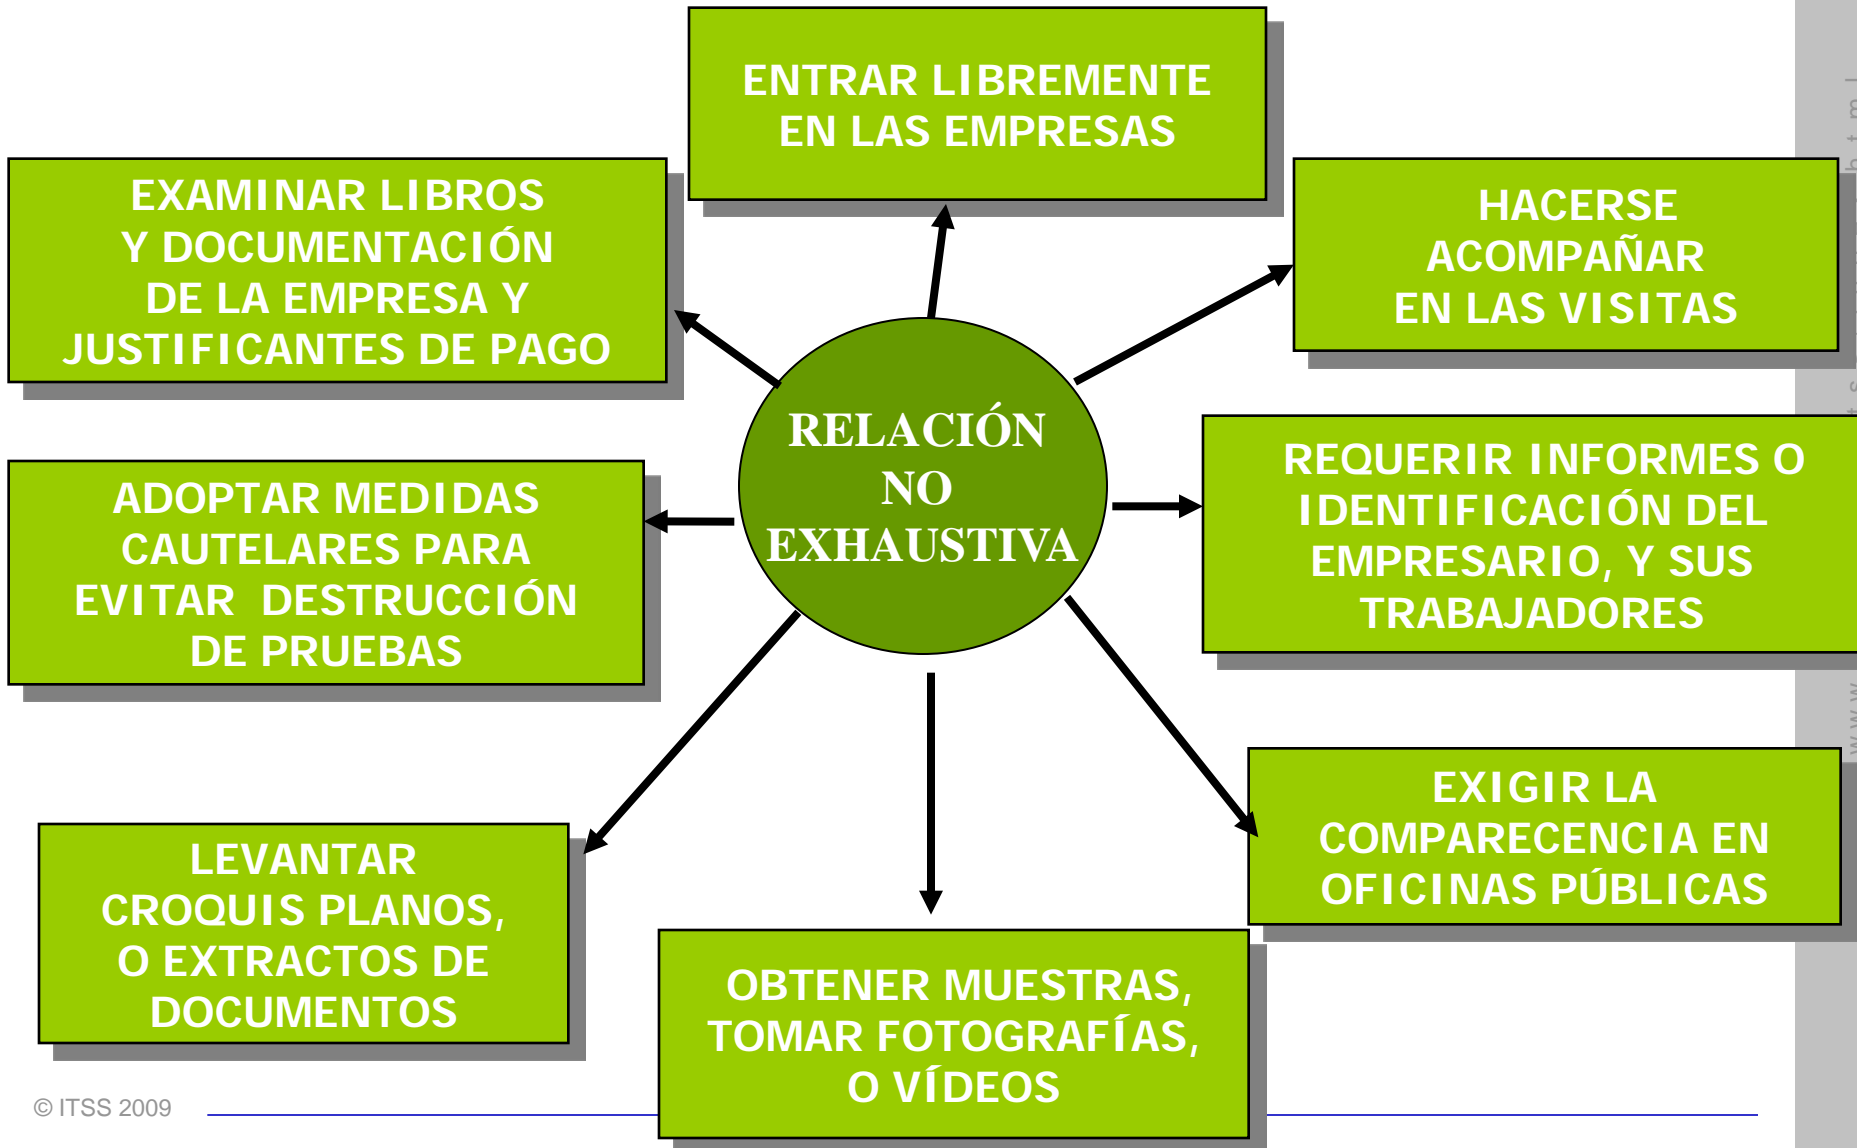 ENTRAR LIBREMENTE
EN LAS EMPRESAS
EXAMINAR LIBROS
Y DOCUMENTACIÓN
DE LA EMPRESA Y
JUSTIFICANTES DE PAGO
HACERSE
ACOMPAÑAR
EN LAS VISITAS
RELACIÓN
NO
EXHAUSTIVA
ADOPTAR MEDIDAS
CAUTELARES PARA
EVITAR DESTRUCCIÓN
DE PRUEBAS
REQUERIR INFORMES O
IDENTIFICACIÓN DEL
EMPRESARIO, Y SUS
TRABAJADORES
EXIGIR LA
COMPARECENCIA EN
OFICINAS PÚBLICAS
LEVANTAR
CROQUIS PLANOS,
O EXTRACTOS DE
DOCUMENTOS
OBTENER MUESTRAS,
TOMAR FOTOGRAFÍAS,
O VÍDEOS
© ITSS 2009